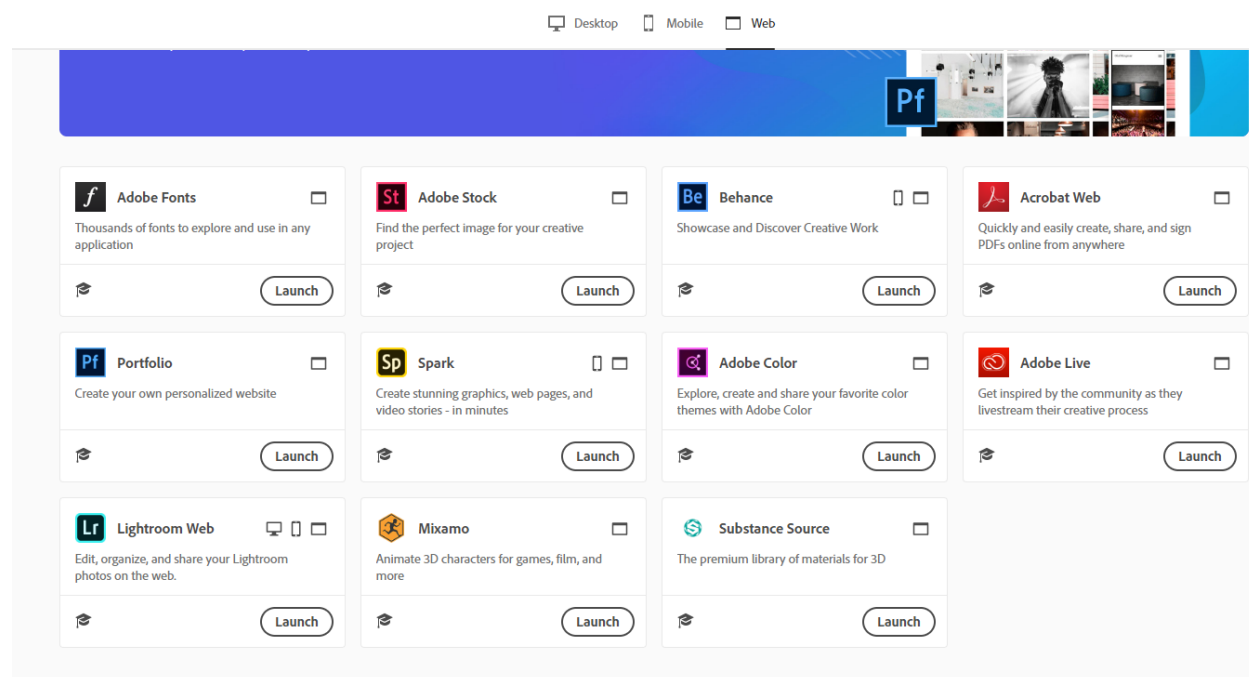 Desktop
Mobile
Web
Pf
f
Adobe Fonts
Thousands of fonts to explore and use in any
application
Launch
St
Adobe Stock
Find the perfect image for your creative
project
Launch
Be
Behance
Showcase and Discover Creative Work
Launch
Acrobat Web
Quickly and easily create, share, and sign
PDFs online from anywhere
Launch
Pf
Portfolio
Create your own personalized website
Launch
Sp
Spark
Create stunning graphics, web pages, and
video stories - in minutes
Launch
Adobe Color
Explore, create and share your favorite color
themes with Adobe Color
Launch
Adobe Live
Get inspired by the community as they
livestream their creative process
Launch
Lr
Lightroom Web
Edit, organize, and share your Lightroom
photos on the web.
Launch
Mixamo
Animate 3D characters for games, film, and
more
Launch
S
Substance Source
The premium library of materials for 3D
Launch